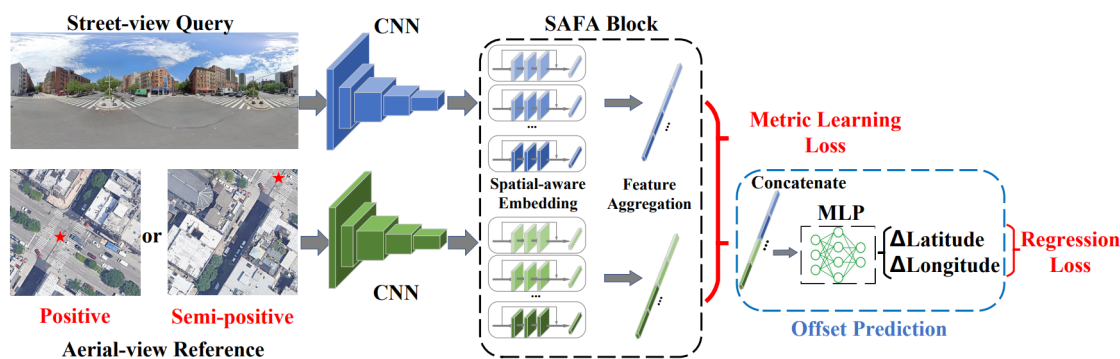 Street-view Query
CNN
SAFA Block
...
Spatial-aware
Embedding
Feature
Aggregation
...
...
...
CNN
or
Positive
Semi-positive
Aerial-view Reference
Metric Learning
Loss
Concatenate
...
MLP
ΔLatitude
ΔLongitude
Regression
Loss
Offset Prediction